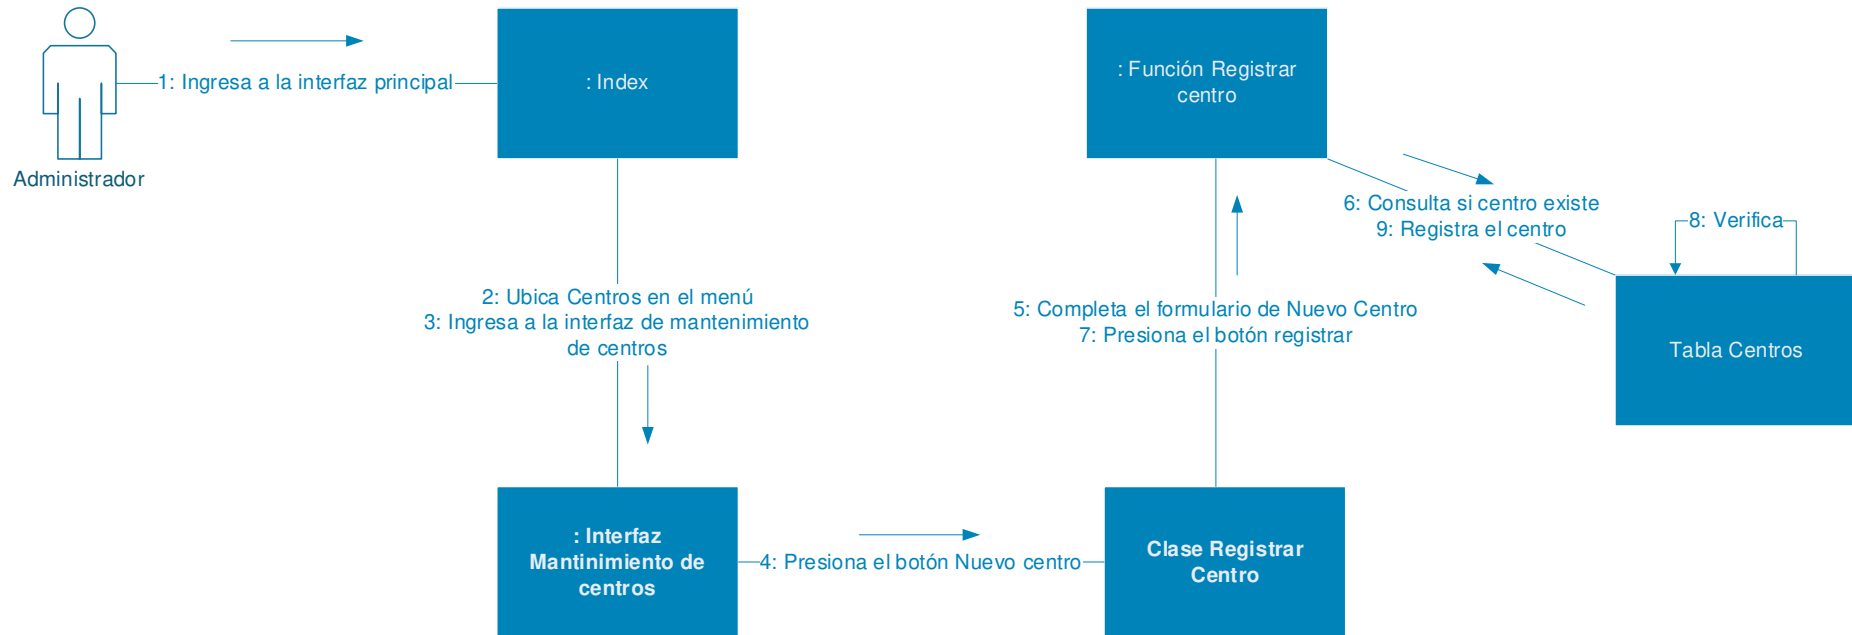 1: Ingresa a la interfaz principal
: Index
Administrador
2: Ubica Centros en el menú
3: Ingresa a la interfaz de mantenimiento
de centros
: Interfaz
Mantinimiento de
centros
4: Presiona el botón Nuevo centro
Clase Registrar
Centro
5: Completa el formulario de Nuevo Centro
7: Presiona el botón registrar
: Función Registrar
centro
6: Consulta si centro existe
9: Registra el centro
8: Verifica
Tabla Centros